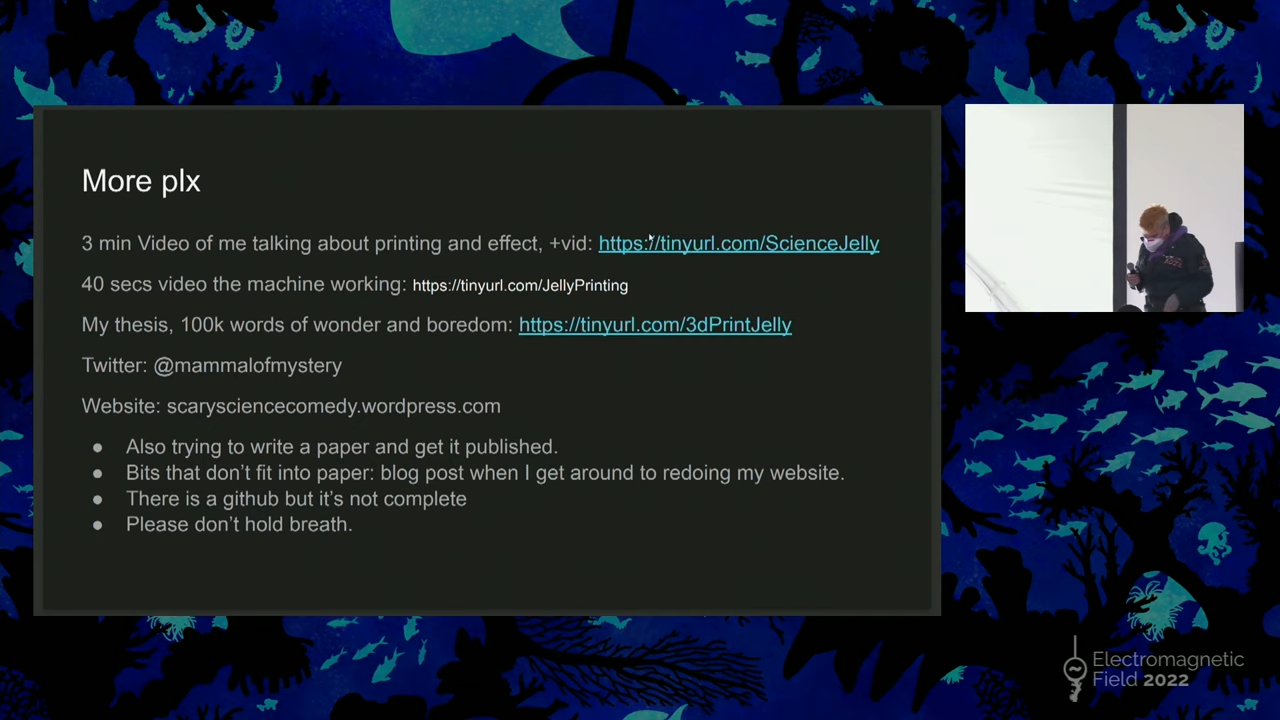 More plx
3 min Video of me talking about printing and effect, +vid: https://tinyurl.com/ScienceJelly
40 secs video the machine working: https://tinyurl.com/JellyPrinting
My thesis, 100k words of wonder and boredom: https://tinyurl.com/3dPrintJelly
Twitter: @mammalofmystery
Website: scarysciencecomedy.wordpress.com
● Also trying to write a paper and get it published.
● Bits that don’t fit into paper: blog post when I get around to redoing my website.
● There is a github but it’s not complete
● Please don’t hold breath.
Electromagnetic
Field 2022